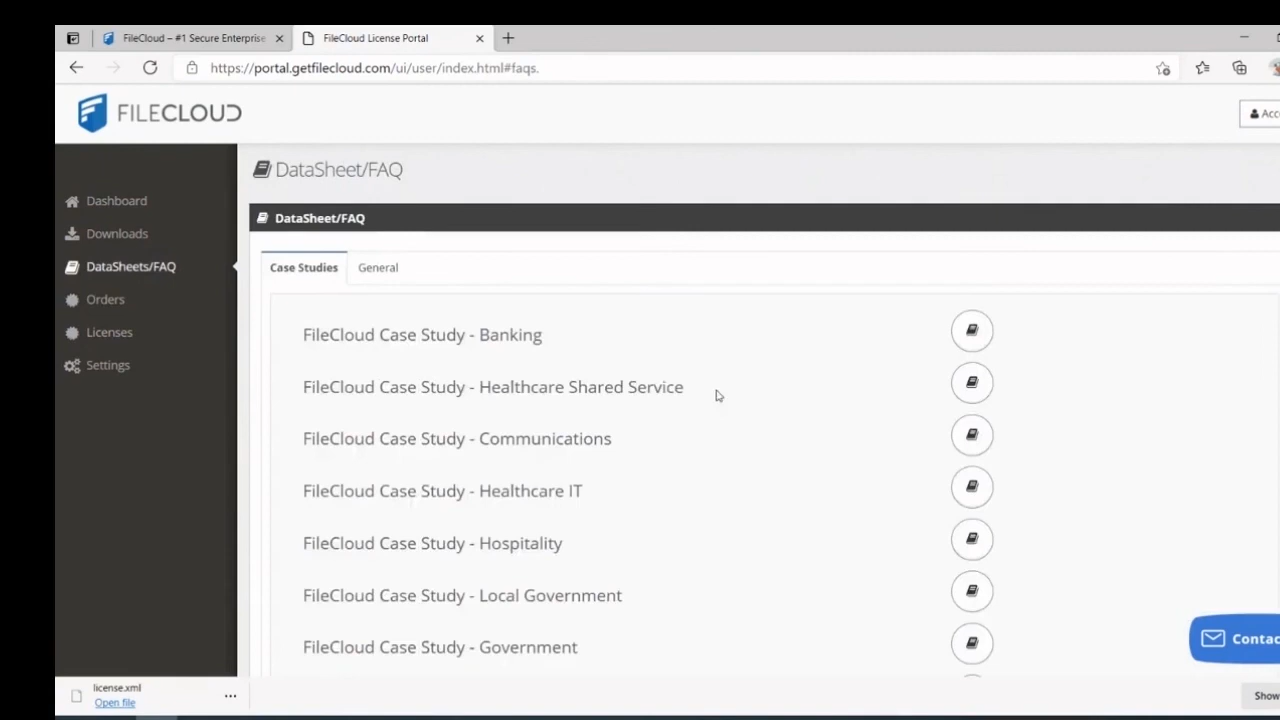 FileCloud – #1 Secure Enterprise
FileCloud License Portal
https://portal.getfilecloud.com/ui/user/index.html#faqs.
FILECLOUD
Dashboard
Downloads
DataSheets/FAQ
Orders
Licenses
Settings
DataSheet/FAQ
DataSheet/FAQ
Case Studies
General
FileCloud Case Study - Banking
FileCloud Case Study - Healthcare Shared Service
FileCloud Case Study - Communications
FileCloud Case Study - Healthcare IT
FileCloud Case Study - Hospitality
FileCloud Case Study - Local Government
FileCloud Case Study - Government
license.xml
Open file
Show